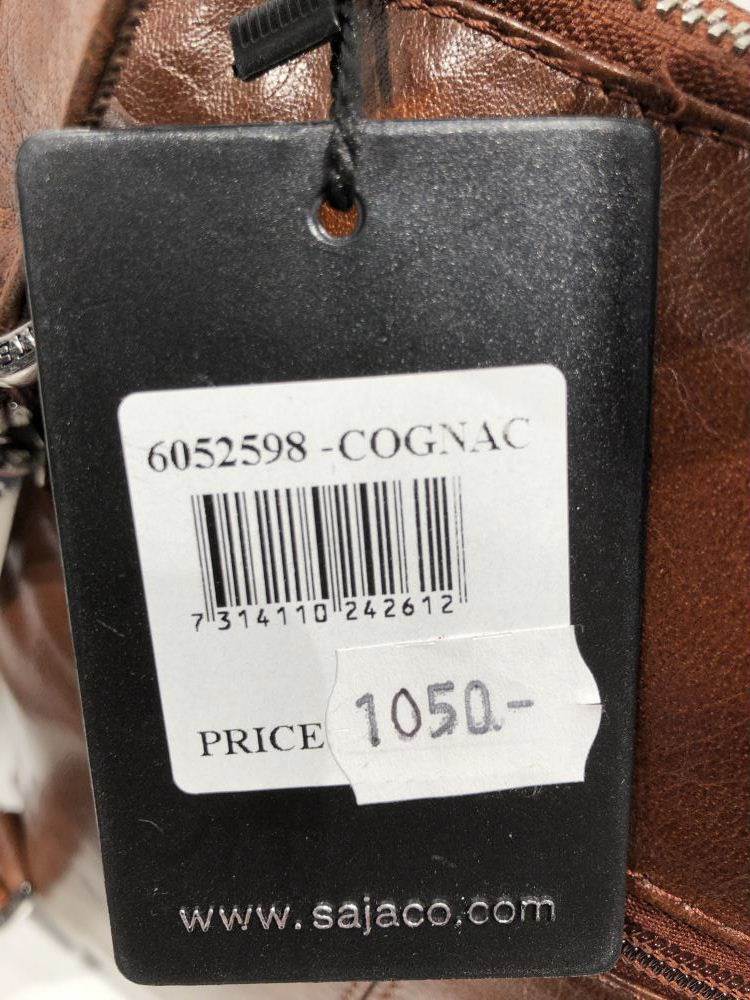 6052598 -COGNAC
7 314110 242612
PRICE 1050.-
www.sajaco.com